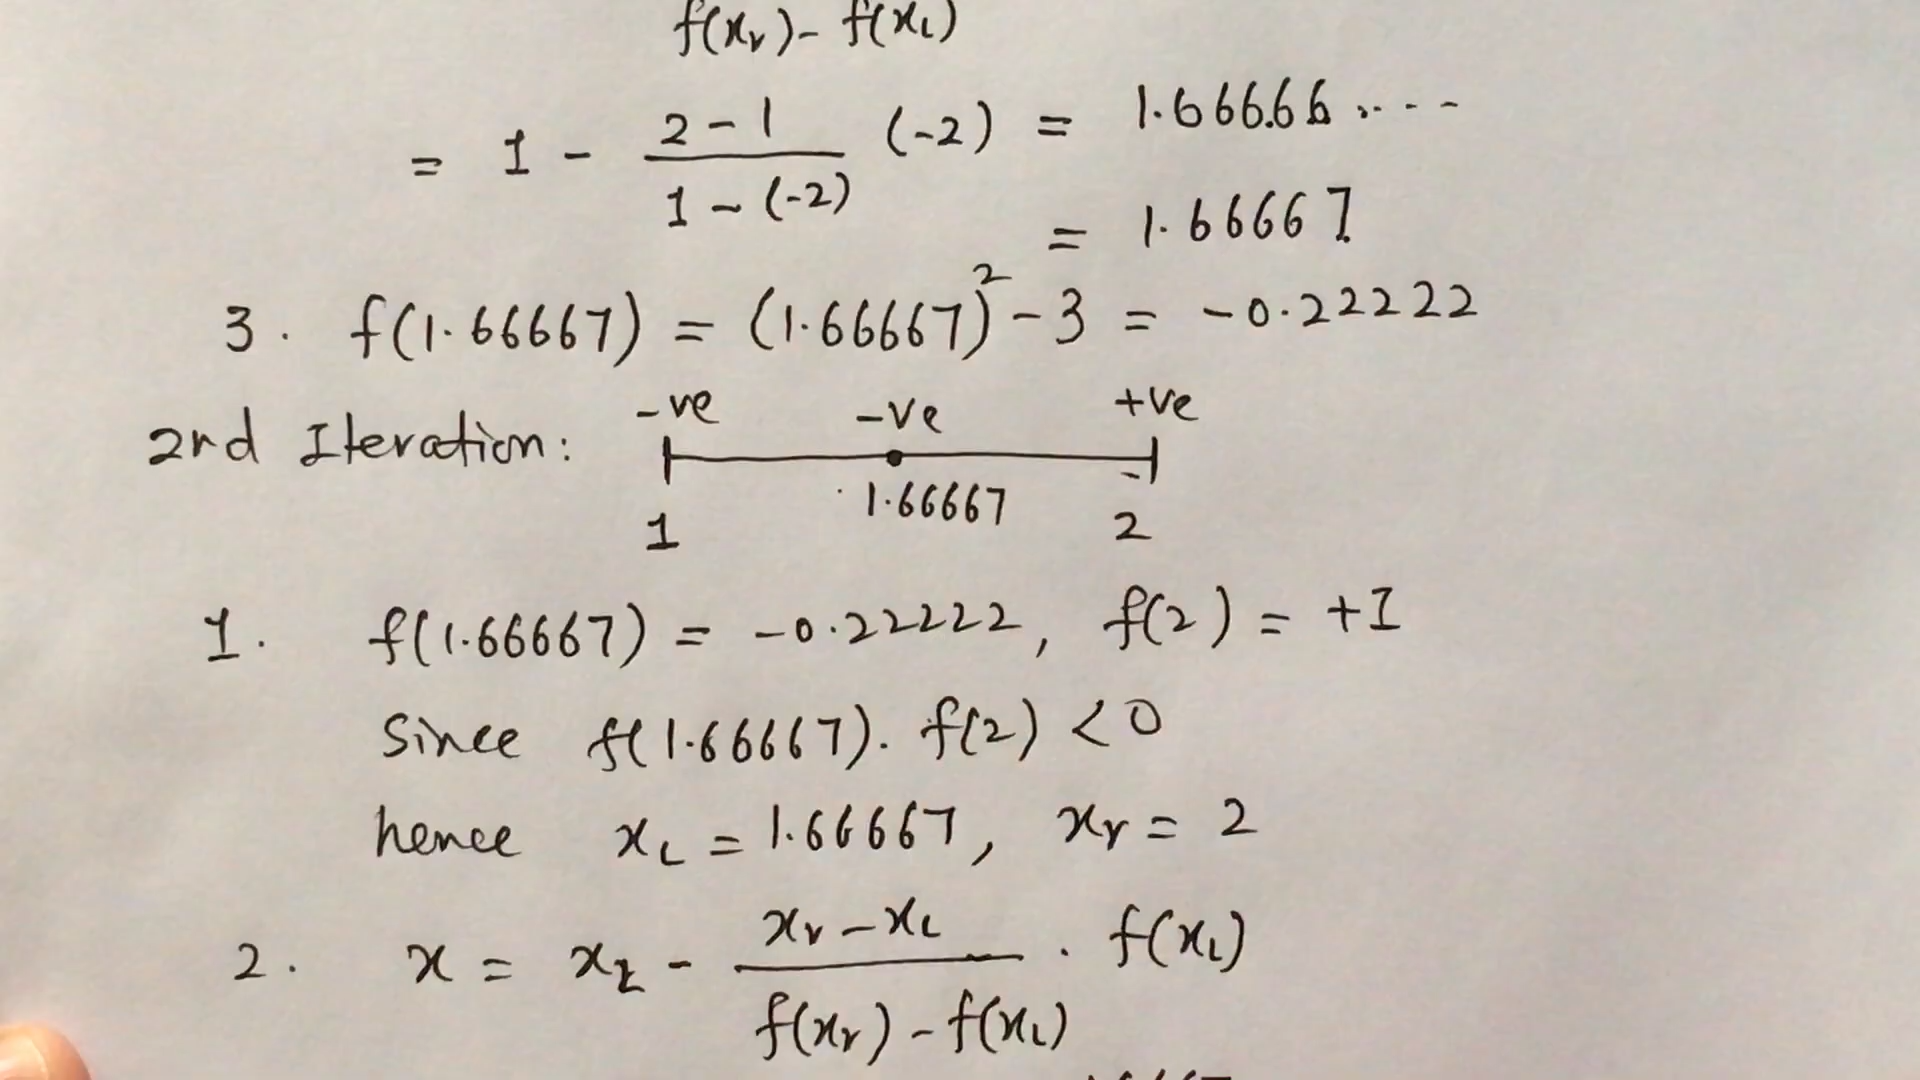 f(xr)- f(xL)
= 1 - (2-1)/(1-(-2)) (-2) = 1.66666....
= 1.66667.
3. f(1.66667) = (1.66667)² - 3 = -0.22222
2nd Iteration: -ve -ve +ve
1 1.66667 2
1. f(1.66667) = -0.22222, f(2) = +1
Since f(1.66667). f(2) < 0
hence xL = 1.66667, xr = 2
2. x = xL - (xr - xL)/(f(xr) - f(xL)) . f(xL)